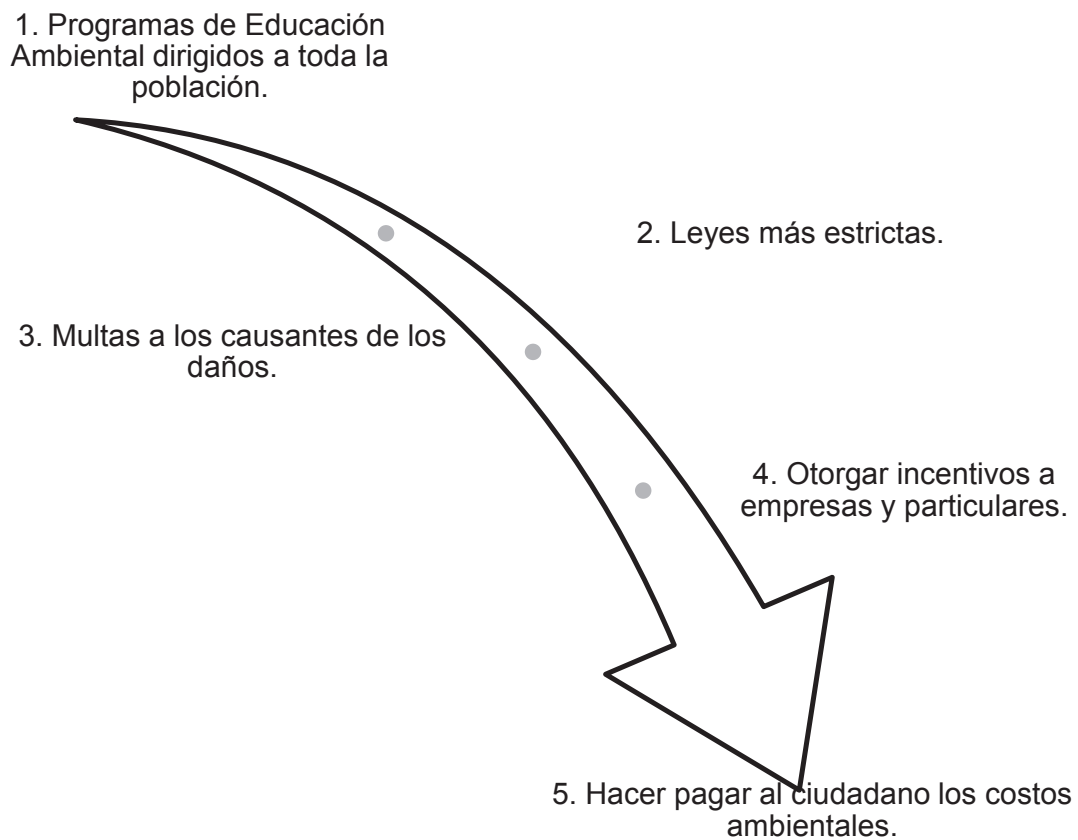 1. Programas de Educación
Ambiental dirigidos a toda la
población.
2. Leyes más estrictas.
3. Multas a los causantes de los
daños.
4. Otorgar incentivos a
empresas y particulares.
5. Hacer pagar al ciudadano los costos
ambientales.